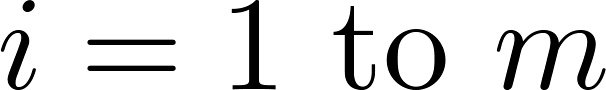 i = 1 to m